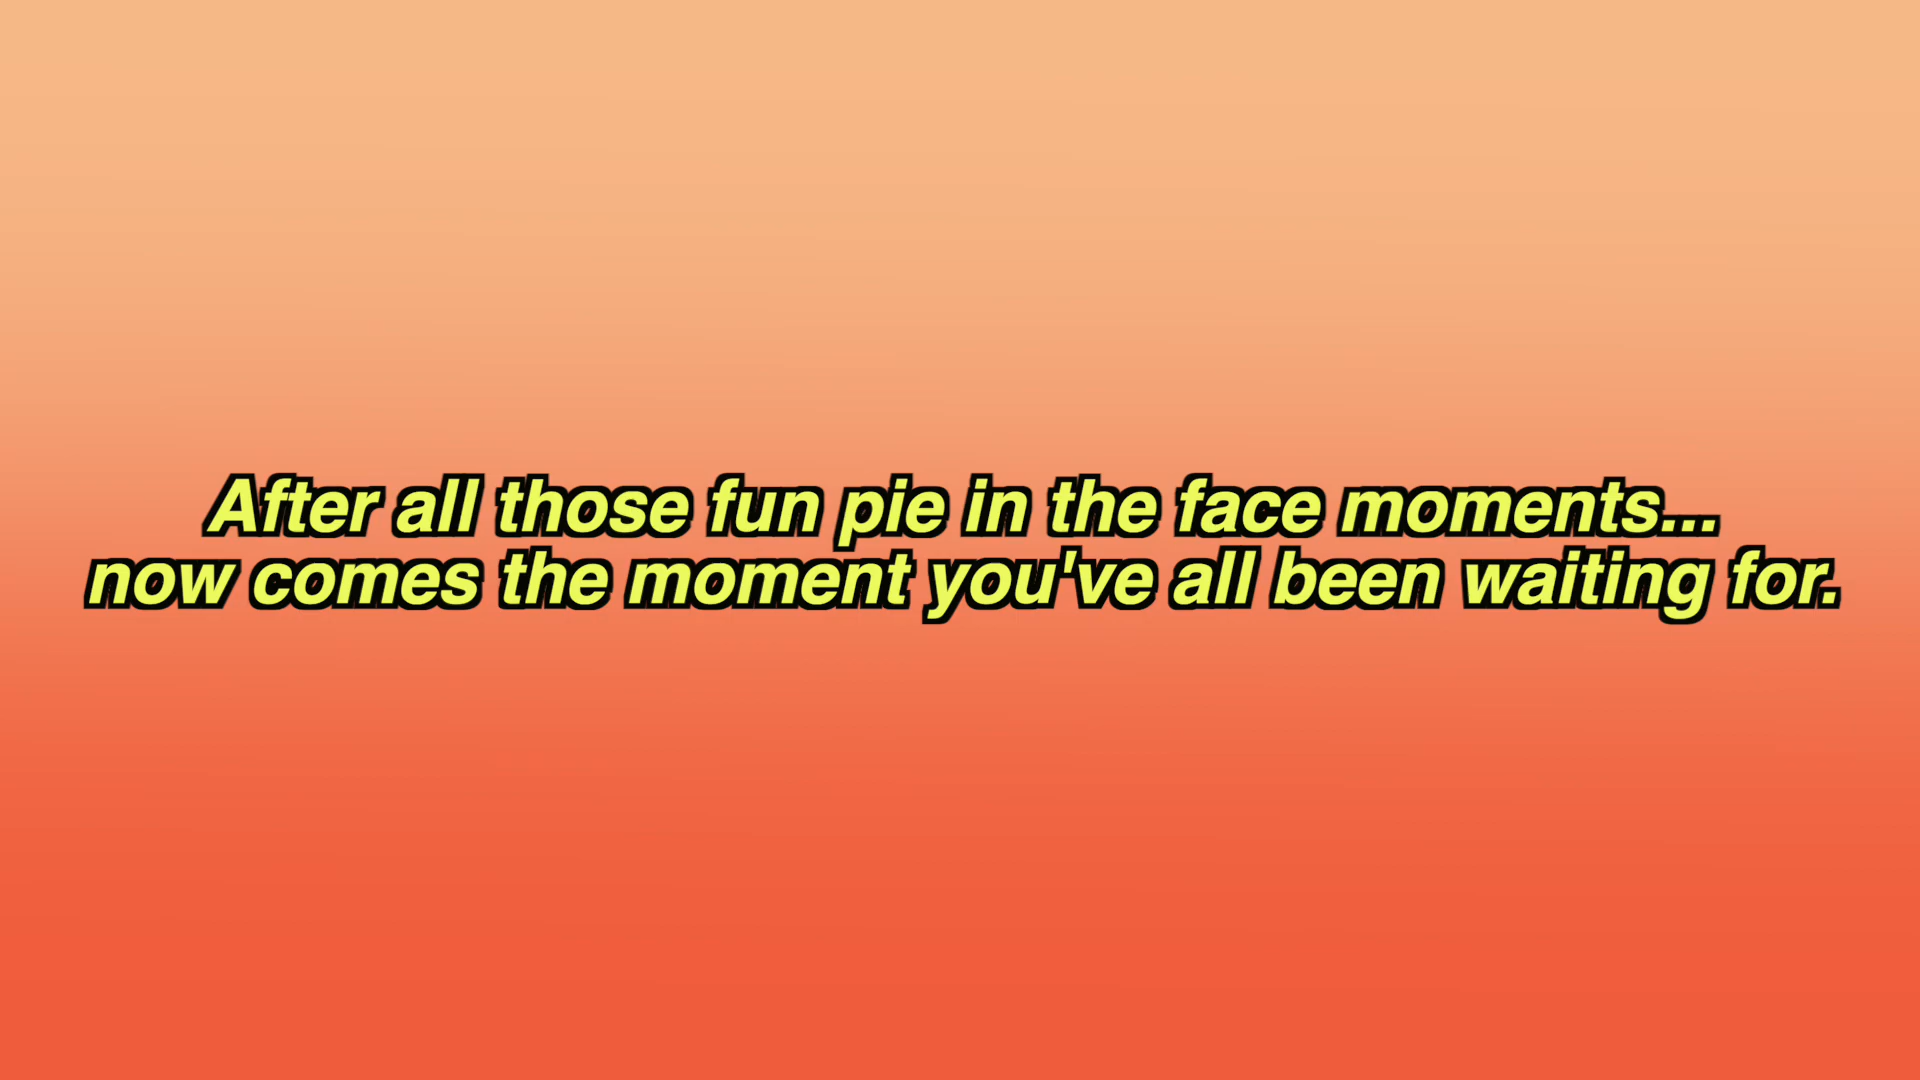 After all those fun pie in the face moments...
now comes the moment you've all been waiting for.